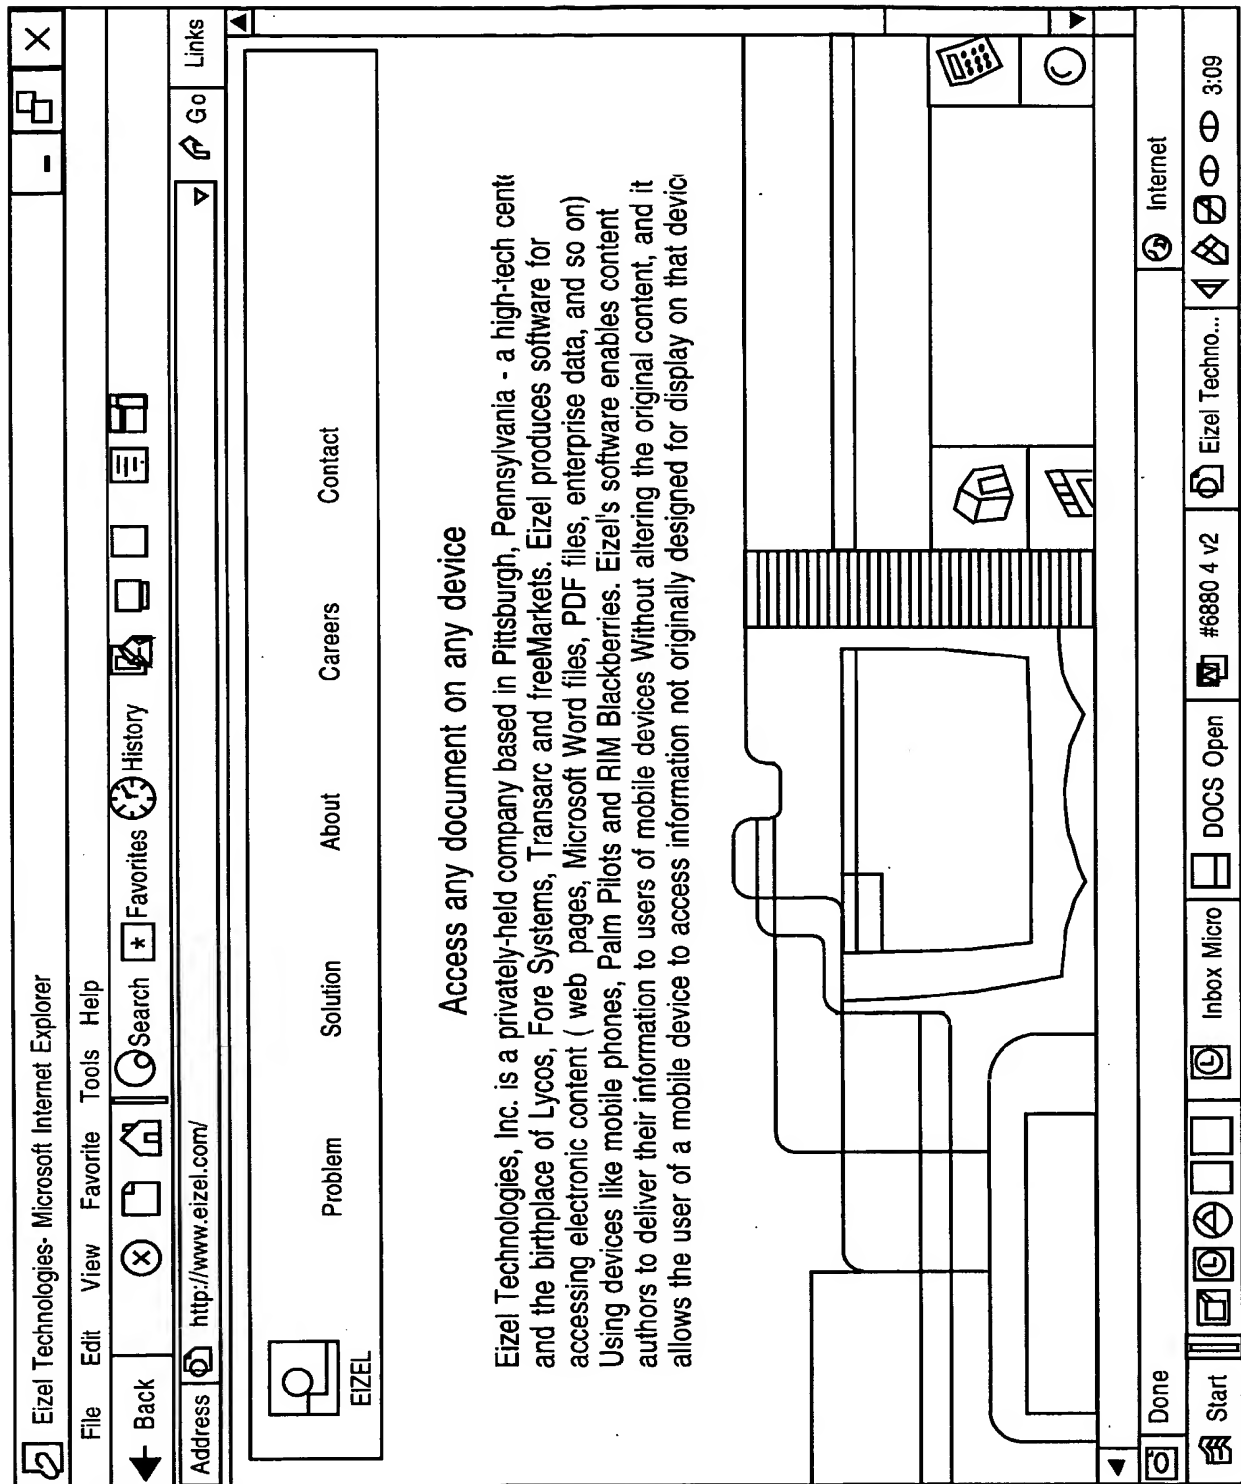 Eizel Technologies- Microsoft Internet Explorer
File Edit View Favorite Tools Help
Back Search Favorites History
Address http://www.eizel.com/ Go Links
EIZEL Problem Solution About Careers Contact
Access any document on any device
Eizel Technologies, Inc. is a privately-held company based in Pittsburgh, Pennsylvania - a high-tech cente
and the birthplace of Lycos, Fore Systems, Transarc and freeMarkets. Eizel produces software for
accessing electronic content ( web pages, Microsoft Word files, PDF files, enterprise data, and so on)
Using devices like mobile phones, Palm Pilots and RIM Blackberries. Eizel's software enables content
authors to deliver their information to users of mobile devices Without altering the original content, and it
allows the user of a mobile device to access information not originally designed for display on that device
Done Internet
Start Inbox Micro DOCS Open #6880 4 v2 Eizel Techno... 3:09